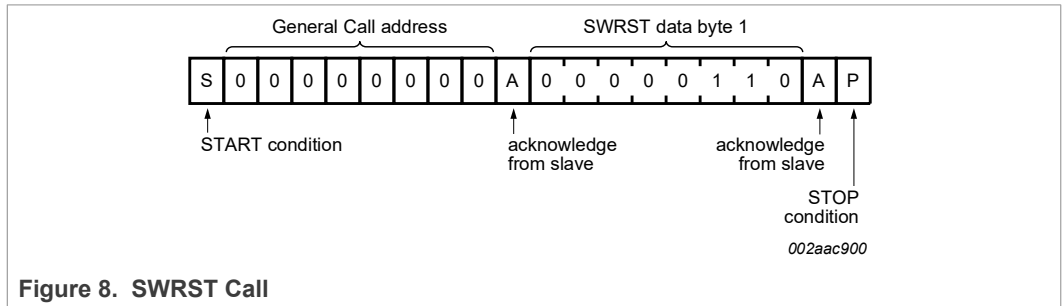 General Call address SWRST data byte 1
S 0 0 0 0 0 0 0 0 A 0 0 0 0 0 1 1 0 A P
START condition acknowledge from slave acknowledge from slave
STOP condition
002aac900
Figure 8. SWRST Call